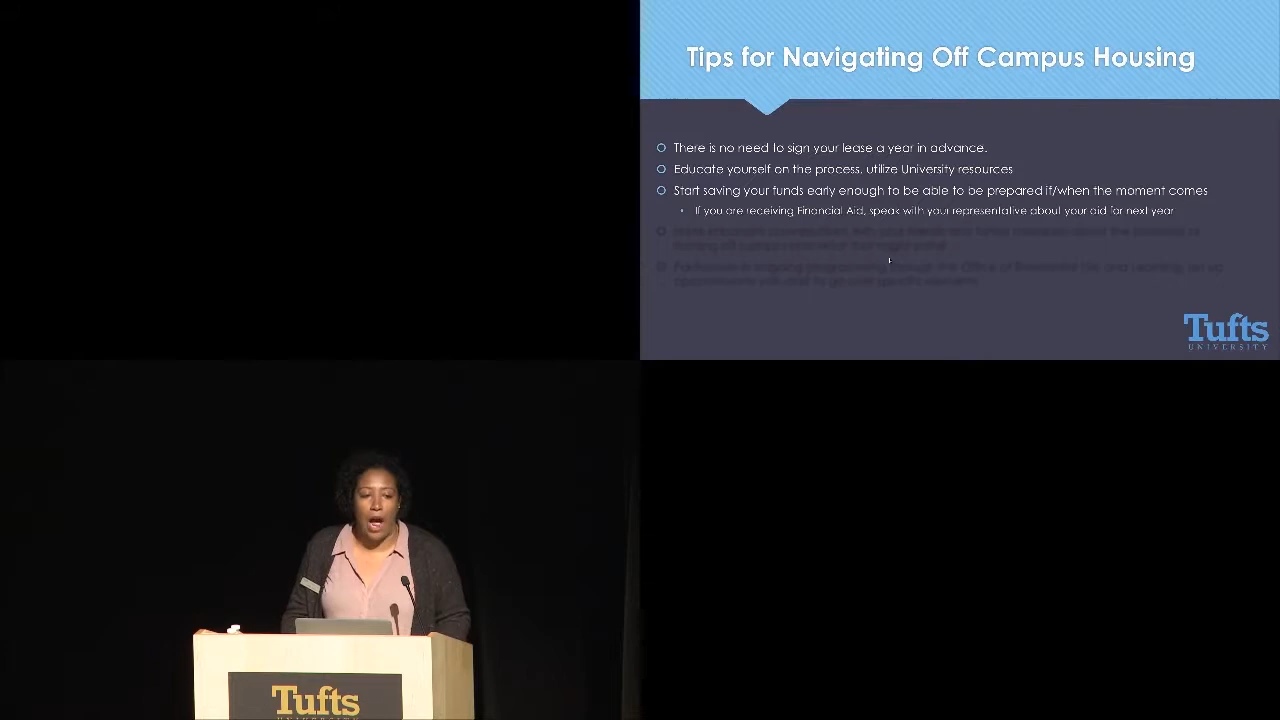 Tips for Navigating Off Campus Housing
There is no need to sign your lease a year in advance.
Educate yourself on the process, utilize University resources
Start saving your funds early enough to be able to be prepared if/when the moment comes
If you are receiving Financial Aid, speak with your representative about your aid for next year
Tufts
UNIVERSITY
Tufts
UNIVERSITY